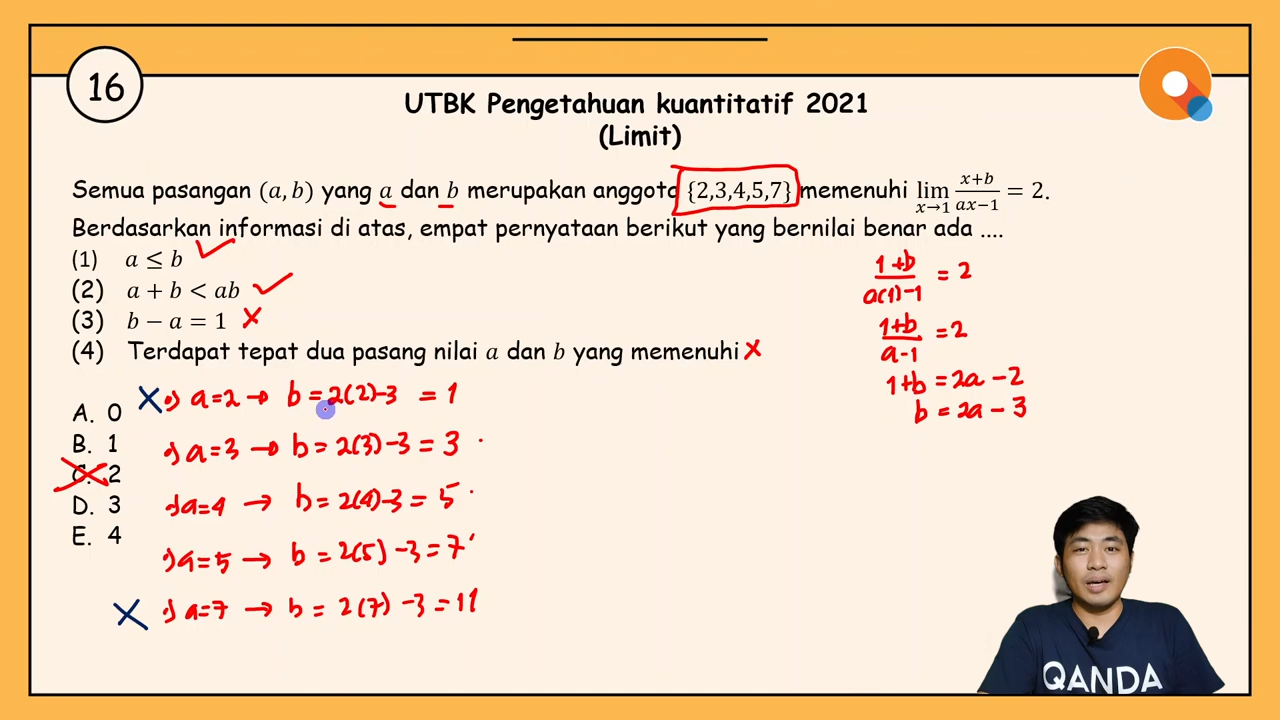 16
UTBK Pengetahuan kuantitatif 2021
(Limit)
Semua pasangan (a, b) yang a dan b merupakan anggota {2,3,4,5,7} memenuhi lim x→1 (x+b)/(ax−1) = 2.
Berdasarkan informasi di atas, empat pernyataan berikut yang bernilai benar ada ....
(1) a ≤ b ✓
(2) a + b < ab ✓
(3) b − a = 1 ✗
(4) Terdapat tepat dua pasang nilai a dan b yang memenuhi ✗
A. 0
B. 1
C. 2
D. 3
E. 4
a=2 → b = 2(2)-3 = 1
a=3 → b = 2(3)-3 = 3
a=4 → b = 2(4)-3 = 5
a=5 → b = 2(5)-3 = 7
a=7 → b = 2(7)-3 = 11
(1+b)/(a(1)-1) = 2
(1+b)/(a-1) = 2
1+b = 2a-2
b = 2a-3
QANDA